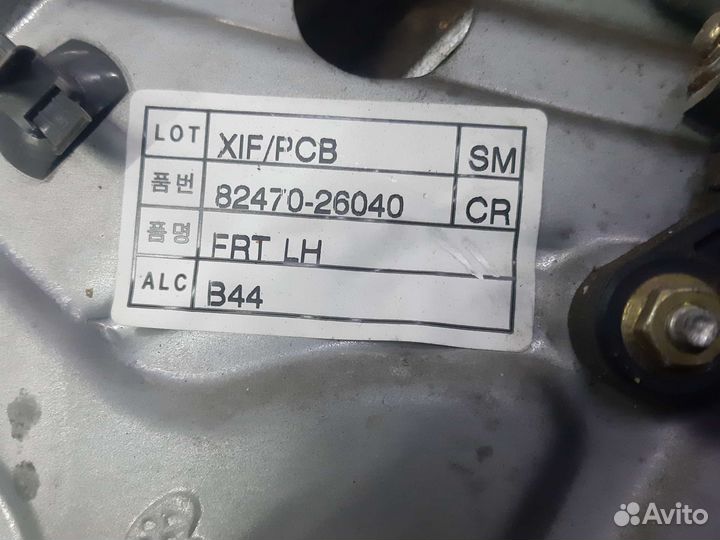 LOT XIF/PCB SM
품번 82470-26040 CR
품명 FRT LH
ALC B44
Avito